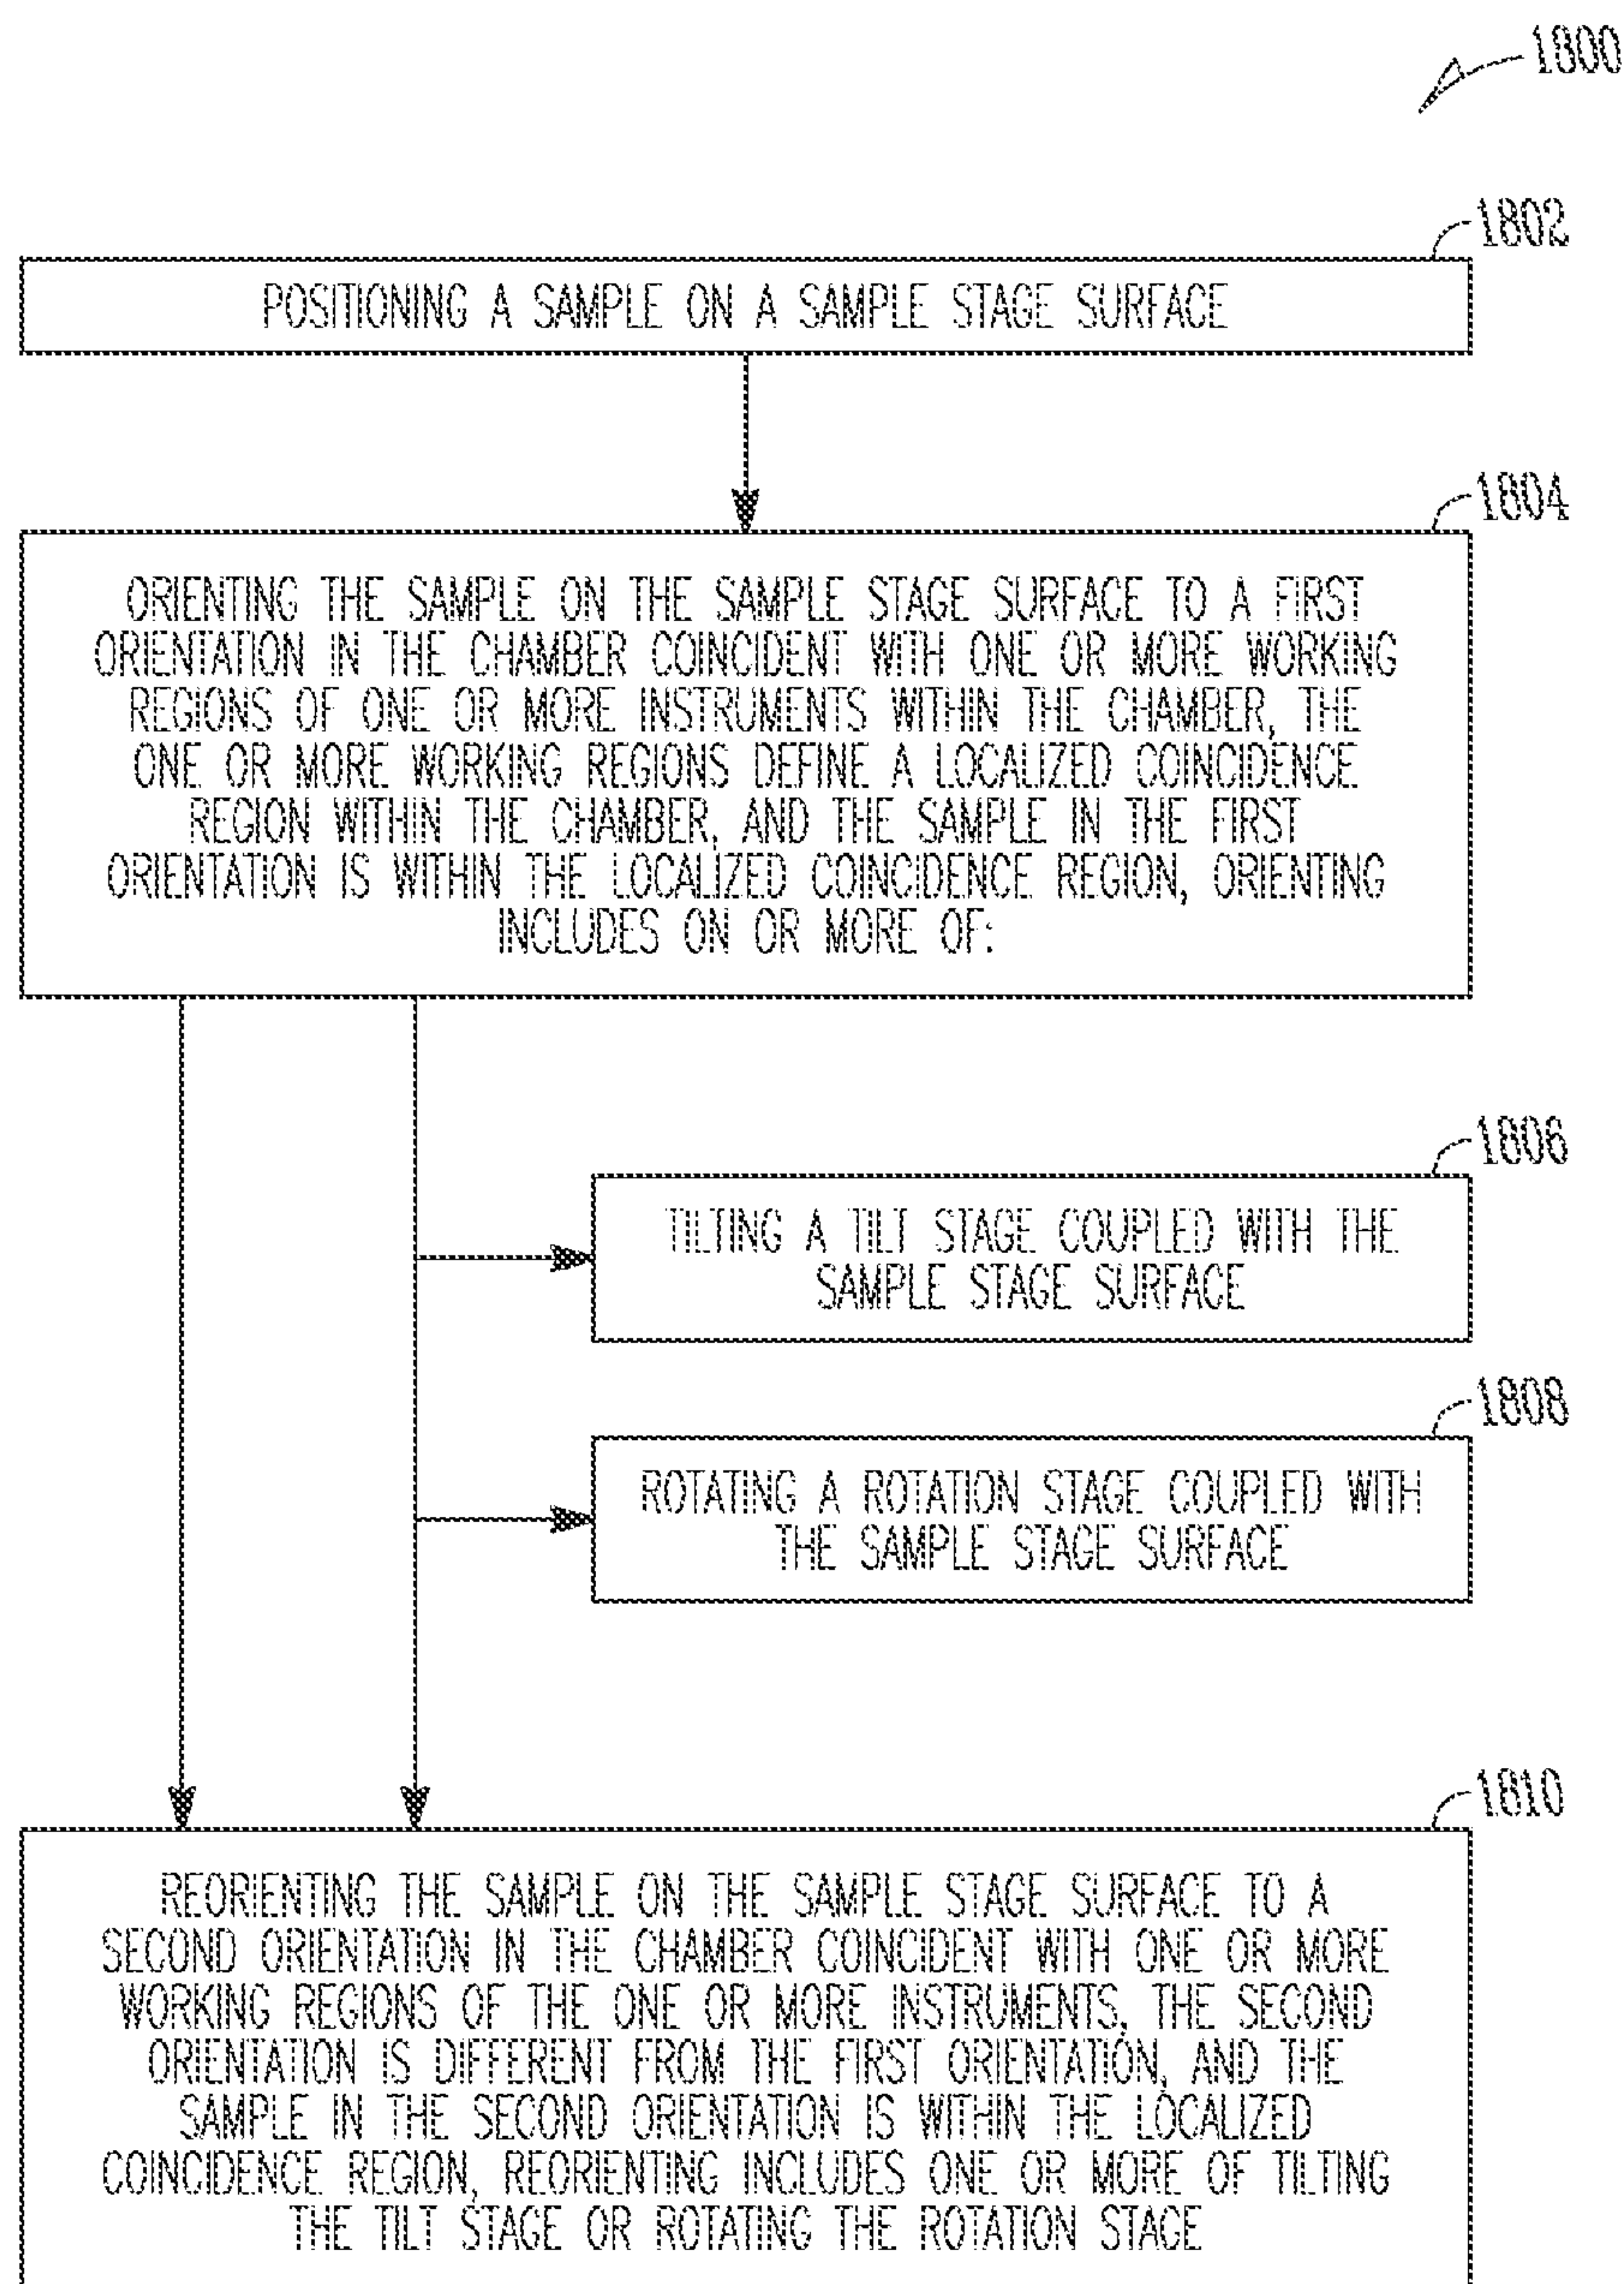 1800
1802
POSITIONING A SAMPLE ON A SAMPLE STAGE SURFACE
1804
ORIENTING THE SAMPLE ON THE SAMPLE STAGE SURFACE TO A FIRST
ORIENTATION IN THE CHAMBER COINCIDENT WITH ONE OR MORE WORKING
REGIONS OF ONE OR MORE INSTRUMENTS WITHIN THE CHAMBER, THE
ONE OR MORE WORKING REGIONS DEFINE A LOCALIZED COINCIDENCE
REGION WITHIN THE CHAMBER, AND THE SAMPLE IN THE FIRST
ORIENTATION IS WITHIN THE LOCALIZED COINCIDENCE REGION, ORIENTING
INCLUDES ON OR MORE OF:
1806
TILTING A TILT STAGE COUPLED WITH THE
SAMPLE STAGE SURFACE
1808
ROTATING A ROTATION STAGE COUPLED WITH
THE SAMPLE STAGE SURFACE
1810
REORIENTING THE SAMPLE ON THE SAMPLE STAGE SURFACE TO A
SECOND ORIENTATION IN THE CHAMBER COINCIDENT WITH ONE OR MORE
WORKING REGIONS OF THE ONE OR MORE INSTRUMENTS, THE SECOND
ORIENTATION IS DIFFERENT FROM THE FIRST ORIENTATION, AND THE
SAMPLE IN THE SECOND ORIENTATION IS WITHIN THE LOCALIZED
COINCIDENCE REGION, REORIENTING INCLUDES ONE OR MORE OF TILTING
THE TILT STAGE OR ROTATING THE ROTATION STAGE